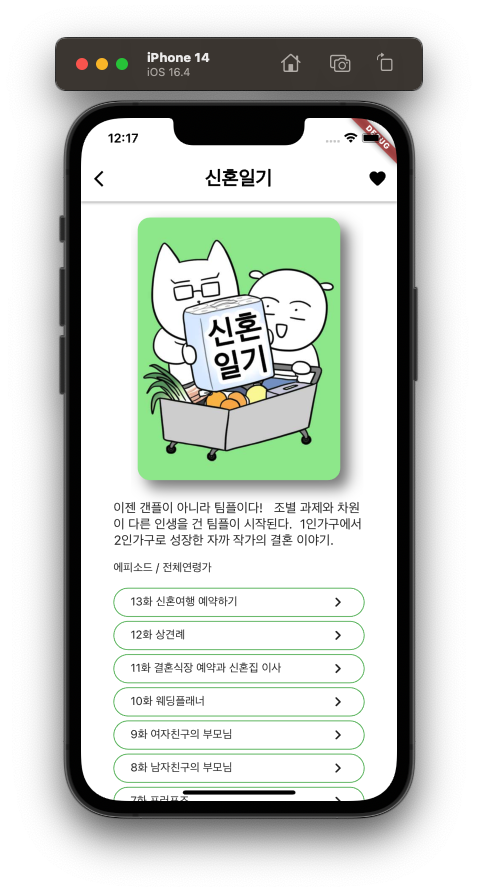 iPhone 14
iOS 16.4
12:17
DEBUG
신혼일기
신혼
일기
이젠 갠플이 아니라 팀플이다!   조별 과제와 차원
이 다른 인생을 건 팀플이 시작된다.  1인가구에서
2인가구로 성장한 자까 작가의 결혼 이야기.
에피소드 / 전체연령가
13화 신혼여행 예약하기
12화 상견례
11화 결혼식장 예약과 신혼집 이사
10화 웨딩플래너
9화 여자친구의 부모님
8화 남자친구의 부모님
7화 프러포즈